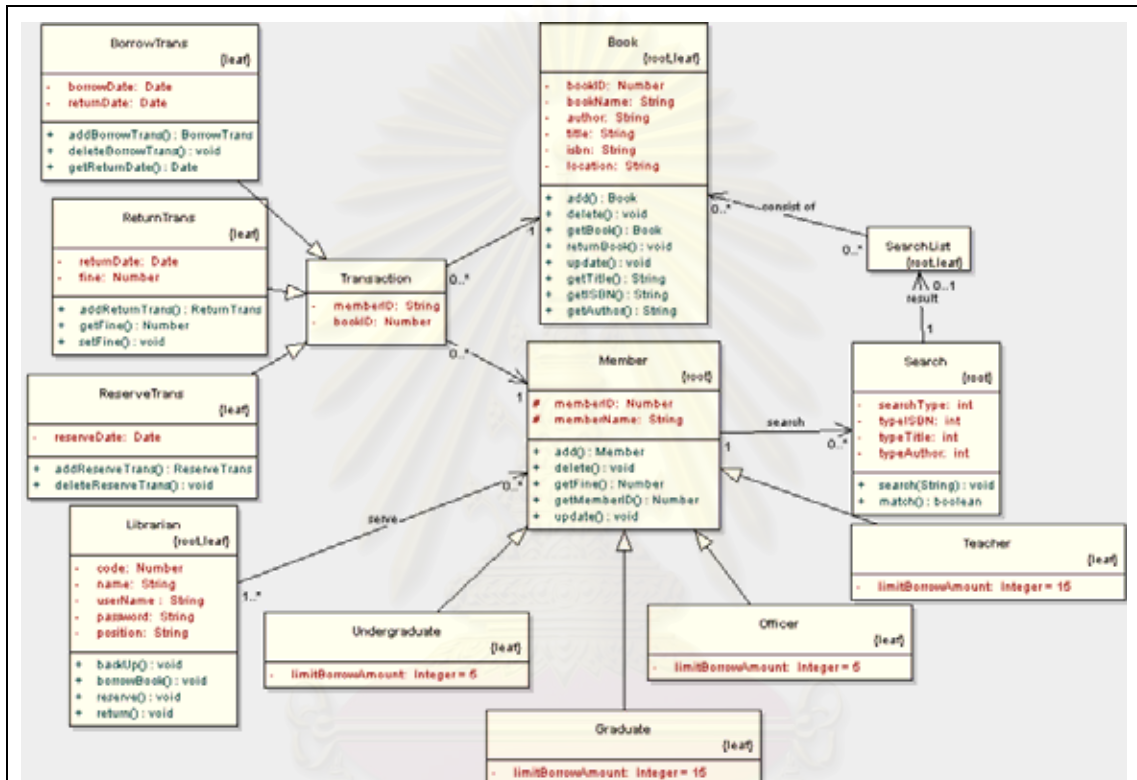 BorrowTrans
{leaf}
- borrowDate: Date
- returnDate: Date
+ addBorrowTrans() : BorrowTrans
+ deleteBorrowTrans() : void
+ getReturnDate() : Date
ReturnTrans
{leaf}
- returnDate: Date
- fine: Number
+ addReturnTrans() : ReturnTrans
+ getFine() : Number
+ setFine() : void
ReserveTrans
{leaf}
- reserveDate: Date
+ addReserveTrans() : ReserveTrans
+ deleteReserveTrans() : void
Transaction
- memberID: String
- bookID: Number
0..*
1
0..*
1
Book
{root,leaf}
- bookID: Number
- bookName: String
- author: String
- title: String
- isbn: String
- location: String
+ add() : Book
+ delete() : void
+ getBook() : Book
+ returnBook() : void
+ update() : void
+ getTitle() : String
+ getISBN() : String
+ getAuthor() : String
0..*
consist of
0..*
SearchList
{root,leaf}
0..1
result
1
Member
{root}
# memberID: Number
# memberName: String
+ add() : Member
+ delete() : void
+ getFine() : Number
+ getMemberID() : Number
+ update() : void
search
1
0..*
Search
{root}
- searchType: int
- typeISBN: int
- typeTitle: int
- typeAuthor: int
+ search(String) : void
+ match() : boolean
Librarian
{root,leaf}
- code: Number
- name: String
- userName : String
- password: String
- position: String
+ backUp() : void
+ borrowBook() : void
+ reserve() : void
+ return() : void
serve
0..*
1..*
Teacher
{leaf}
- limitBorrowAmount: Integer = 15
Undergraduate
{leaf}
- limitBorrowAmount: Integer =
Officer
{leaf}
- limitBorrowAmount: Integer =
Graduate
{leaf}
- limitBorrowAmount: Integer = 15